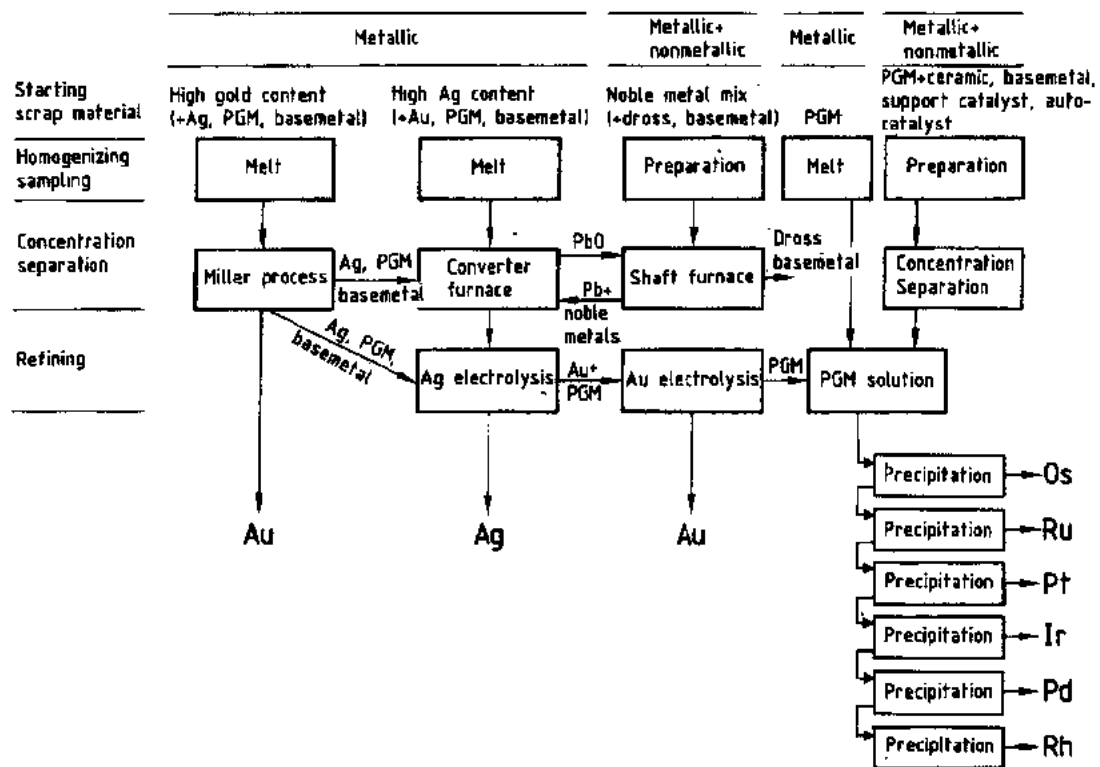 Metallic
Metallic+
nonmetallic
Metallic
Metallic+
nonmetallic
Starting
scrap material
High gold content
(+Ag, PGM, basemetal)
High Ag content
(+Au, PGM, basemetal)
Noble metal mix
(+dross, basemetal)
PGM
PGM+ceramic, basemetal,
support catalyst, auto-
catalyst
Homogenizing
sampling
Melt
Melt
Preparation
Melt
Preparation
Concentration
separation
Miller process
Ag, PGM
basemetal
Converter
furnace
PbO
Pb+
noble
metals
Shaft furnace
Dross
basemetal
Concentration
Separation
Refining
Ag, PGM,
basemetal
Ag electrolysis
Au+
PGM
Au electrolysis
PGM
PGM solution
Au
Ag
Au
Precipitation
Os
Precipitation
Ru
Precipitation
Pt
Precipitation
Ir
Precipitation
Pd
Precipitation
Rh